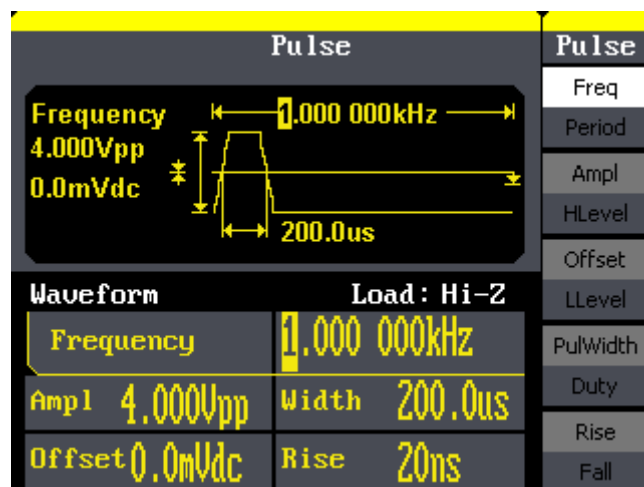 Pulse
Pulse
Frequency
1.000 000kHz
4.000Vpp
0.0mVdc
200.0us
Freq
Period
Ampl
HLevel
Offset
LLevel
PulWidth
Duty
Rise
Fall
Waveform
Load: Hi-Z
Frequency
1.000 000kHz
Ampl 4.000Vpp
Width 200.0us
Offset 0.0mVdc
Rise 20ns